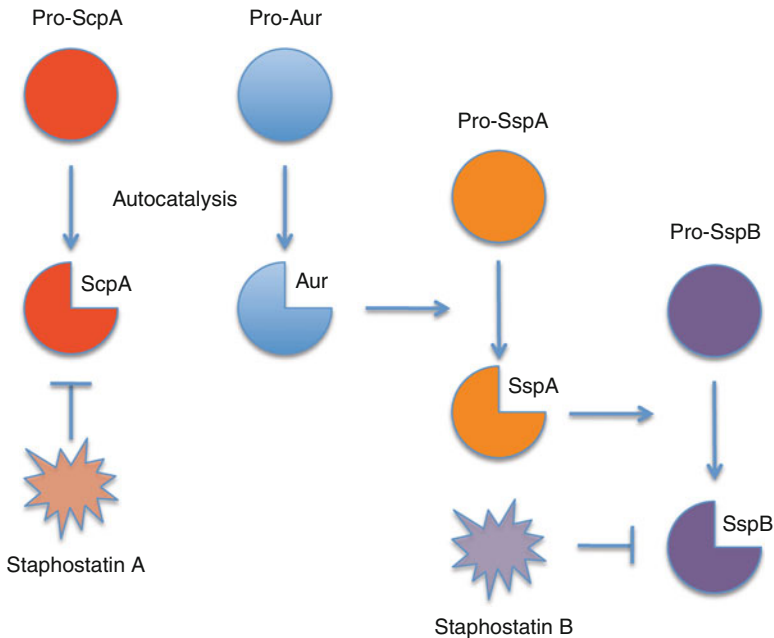 Pro-ScpA
Pro-Aur
Pro-SspA
Autocatalysis
Pro-SspB
ScpA
Aur
SspA
SspB
Staphostatin A
Staphostatin B